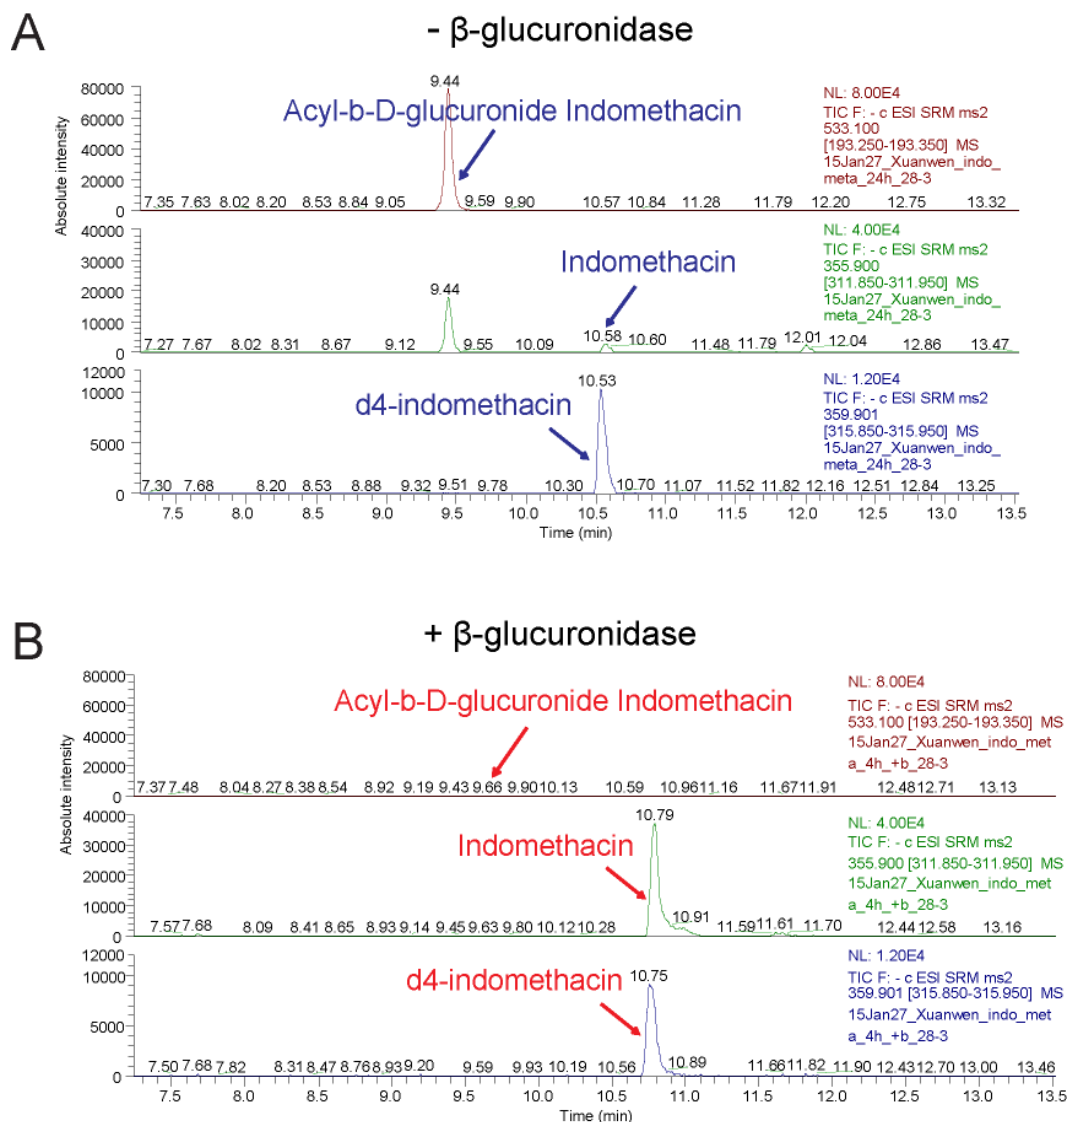 A
- β-glucuronidase
Absolute intensity
80000
60000
40000
20000
0
9.44
Acyl-b-D-glucuronide Indomethacin
7.35 7.63 8.02 8.20 8.53 8.84 9.05 9.59 9.90 10.57 10.84 11.28 11.79 12.20 12.75 13.32
NL: 8.00E4
TIC F: - c ESI SRM ms2
533.100
[193.250-193.350] MS
15Jan27_Xuanwen_indo_
meta_24h_28-3
40000
30000
20000
10000
0
9.44
Indomethacin
7.27 7.67 8.02 8.31 8.67 9.12 9.55 10.09 10.58 10.60 11.48 11.79 12.01 12.04 12.86 13.47
NL: 4.00E4
TIC F: - c ESI SRM ms2
355.900
[311.850-311.950] MS
15Jan27_Xuanwen_indo_
meta_24h_28-3
12000
10000
5000
0
10.53
d4-indomethacin
7.30 7.68 8.20 8.53 8.88 9.32 9.51 9.78 10.30 10.70 11.07 11.52 11.82 12.16 12.51 12.84 13.25
NL: 1.20E4
TIC F: - c ESI SRM ms2
359.901
[315.850-315.950] MS
15Jan27_Xuanwen_indo_
meta_24h_28-3
7.5 8.0 8.5 9.0 9.5 10.0 10.5 11.0 11.5 12.0 12.5 13.0 13.5
Time (min)
B
+ β-glucuronidase
Absolute intensity
80000
60000
40000
20000
0
Acyl-b-D-glucuronide Indomethacin
7.37 7.48 8.04 8.27 8.38 8.54 8.92 9.19 9.43 9.66 9.90 10.13 10.59 10.96 11.16 11.67 11.91 12.48 12.71 13.13
NL: 8.00E4
TIC F: - c ESI SRM ms2
533.100 [193.250-193.350] MS
15Jan27_Xuanwen_indo_met
a_4h_+b_28-3
40000
30000
20000
10000
0
10.79
Indomethacin
7.57 7.68 8.09 8.41 8.65 8.93 9.14 9.45 9.63 9.80 10.12 10.28 10.91 11.59 11.61 11.70 12.44 12.58 13.16
NL: 4.00E4
TIC F: - c ESI SRM ms2
355.900 [311.850-311.950] MS
15Jan27_Xuanwen_indo_met
a_4h_+b_28-3
12000
10000
5000
0
10.75
d4-indomethacin
7.50 7.68 7.82 8.31 8.47 8.76 8.93 9.20 9.59 9.93 10.19 10.56 10.89 11.66 11.82 11.90 12.43 12.70 13.00 13.46
NL: 1.20E4
TIC F: - c ESI SRM ms2
359.901 [315.850-315.950] MS
15Jan27_Xuanwen_indo_met
a_4h_+b_28-3
7.5 8.0 8.5 9.0 9.5 10.0 10.5 11.0 11.5 12.0 12.5 13.0 13.5
Time (min)